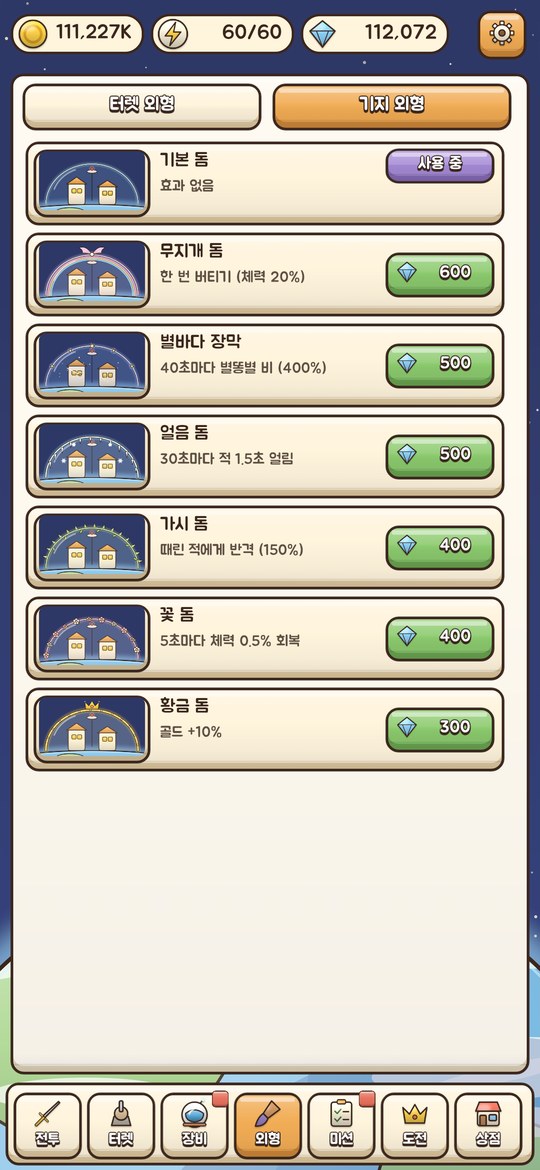 111,227K
60/60
112,072
터렛 외형
기지 외형
기본 돔
사용 중
효과 없음
무지개 돔
한 번 버티기 (체력 20%)
600
별바다 장막
40초마다 별똥별 비 (400%)
500
얼음 돔
30초마다 적 1.5초 얼림
500
가시 돔
때린 적에게 반격 (150%)
400
꽃 돔
5초마다 체력 0.5% 회복
400
황금 돔
골드 +10%
300
전투
터렛
장비
외형
미션
도전
상점